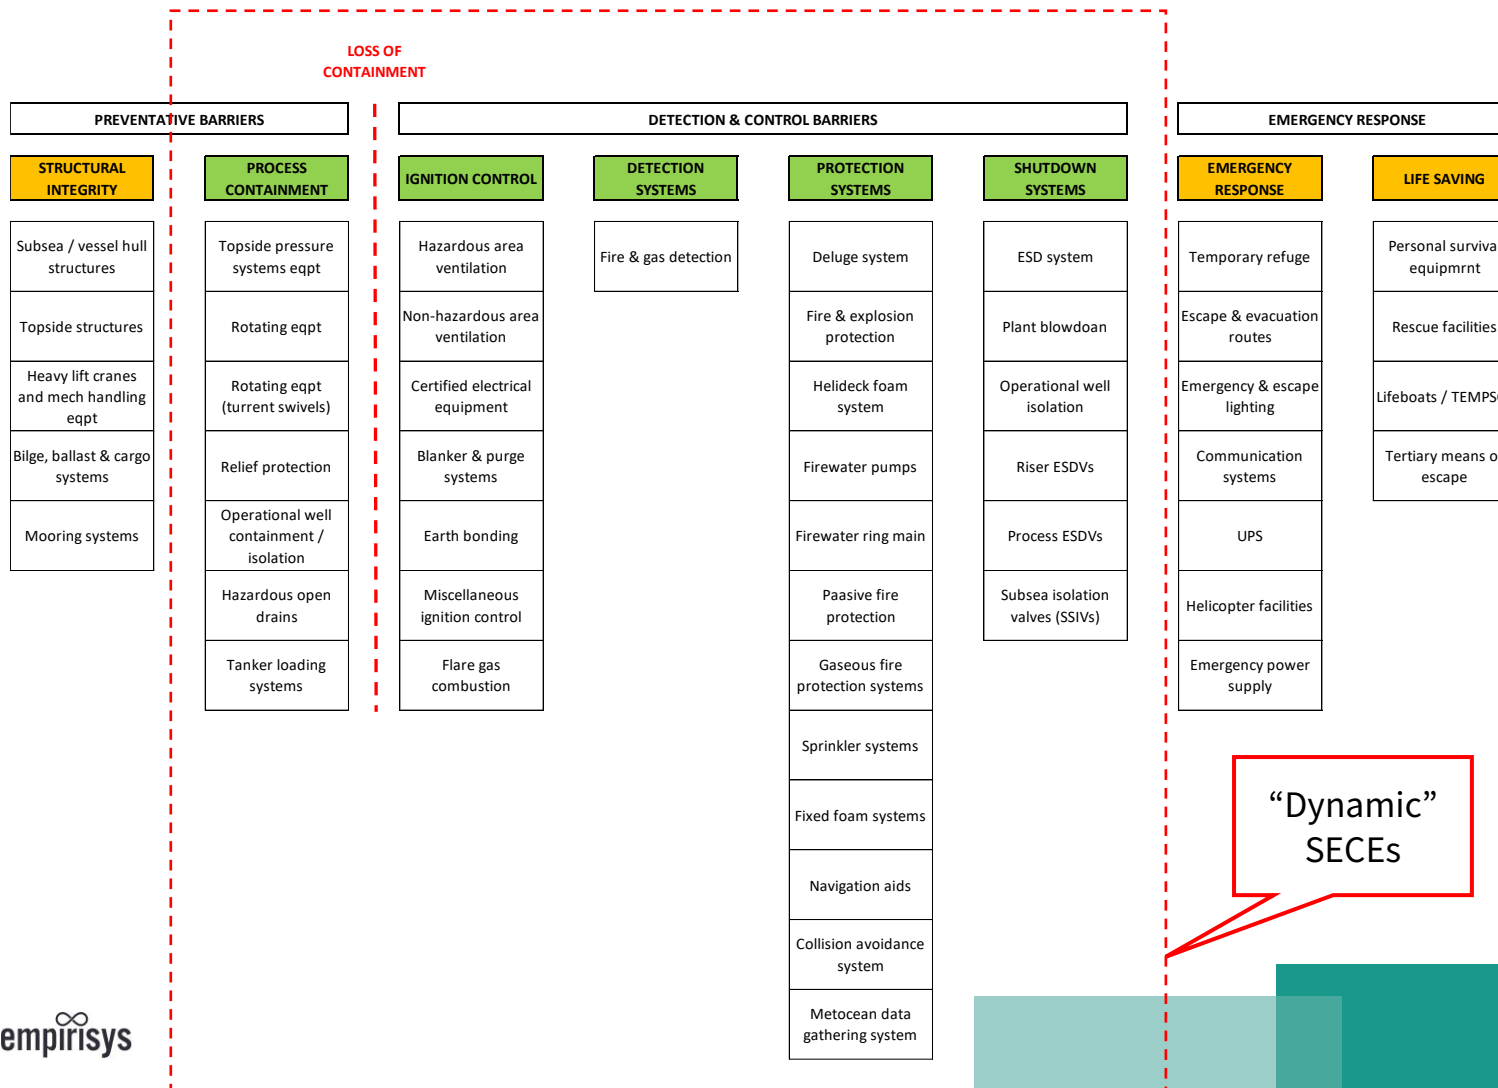 LOSS OF
CONTAINMENT
PREVENTATIVE BARRIERS
DETECTION & CONTROL BARRIERS
EMERGENCY RESPONSE
STRUCTURAL
INTEGRITY
PROCESS
CONTAINMENT
IGNITION CONTROL
DETECTION
SYSTEMS
PROTECTION
SYSTEMS
SHUTDOWN
SYSTEMS
EMERGENCY
RESPONSE
LIFE SAVING
Subsea / vessel hull
structures
Topside structures
Heavy lift cranes
and mech handling
eqpt
Bilge, ballast & cargo
systems
Mooring systems
Topside pressure
systems eqpt
Rotating eqpt
Rotating eqpt
(turrent swivels)
Relief protection
Operational well
containment /
isolation
Hazardous open
drains
Tanker loading
systems
Hazardous area
ventilation
Non-hazardous area
ventilation
Certified electrical
equipment
Blanker & purge
systems
Earth bonding
Miscellaneous
ignition control
Flare gas
combustion
Fire & gas detection
Deluge system
Fire & explosion
protection
Helideck foam
system
Firewater pumps
Firewater ring main
Paasive fire
protection
Gaseous fire
protection systems
Sprinkler systems
Fixed foam systems
Navigation aids
Collision avoidance
system
Metocean data
gathering system
ESD system
Plant blowdoan
Operational well
isolation
Riser ESDVs
Process ESDVs
Subsea isolation
valves (SSIVs)
Temporary refuge
Escape & evacuation
routes
Emergency & escape
lighting
Communication
systems
UPS
Helicopter facilities
Emergency power
supply
Personal surviva
equipmrnt
Rescue facilities
Lifeboats / TEMPS
Tertiary means o
escape
“Dynamic”
SECEs
empirisys